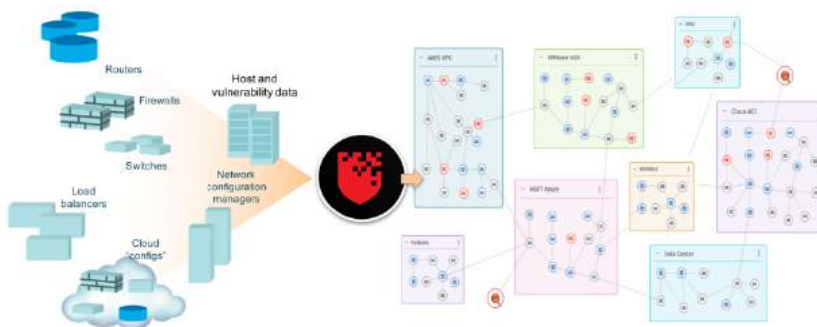 Routers
Firewalls
Switches
Load
balancers
Cloud
"configs"
Host and
vulnerability data
Network
configuration
managers
AWS VPC
VMware NSX
Cisco ACI
MSFT Azure
Data Center